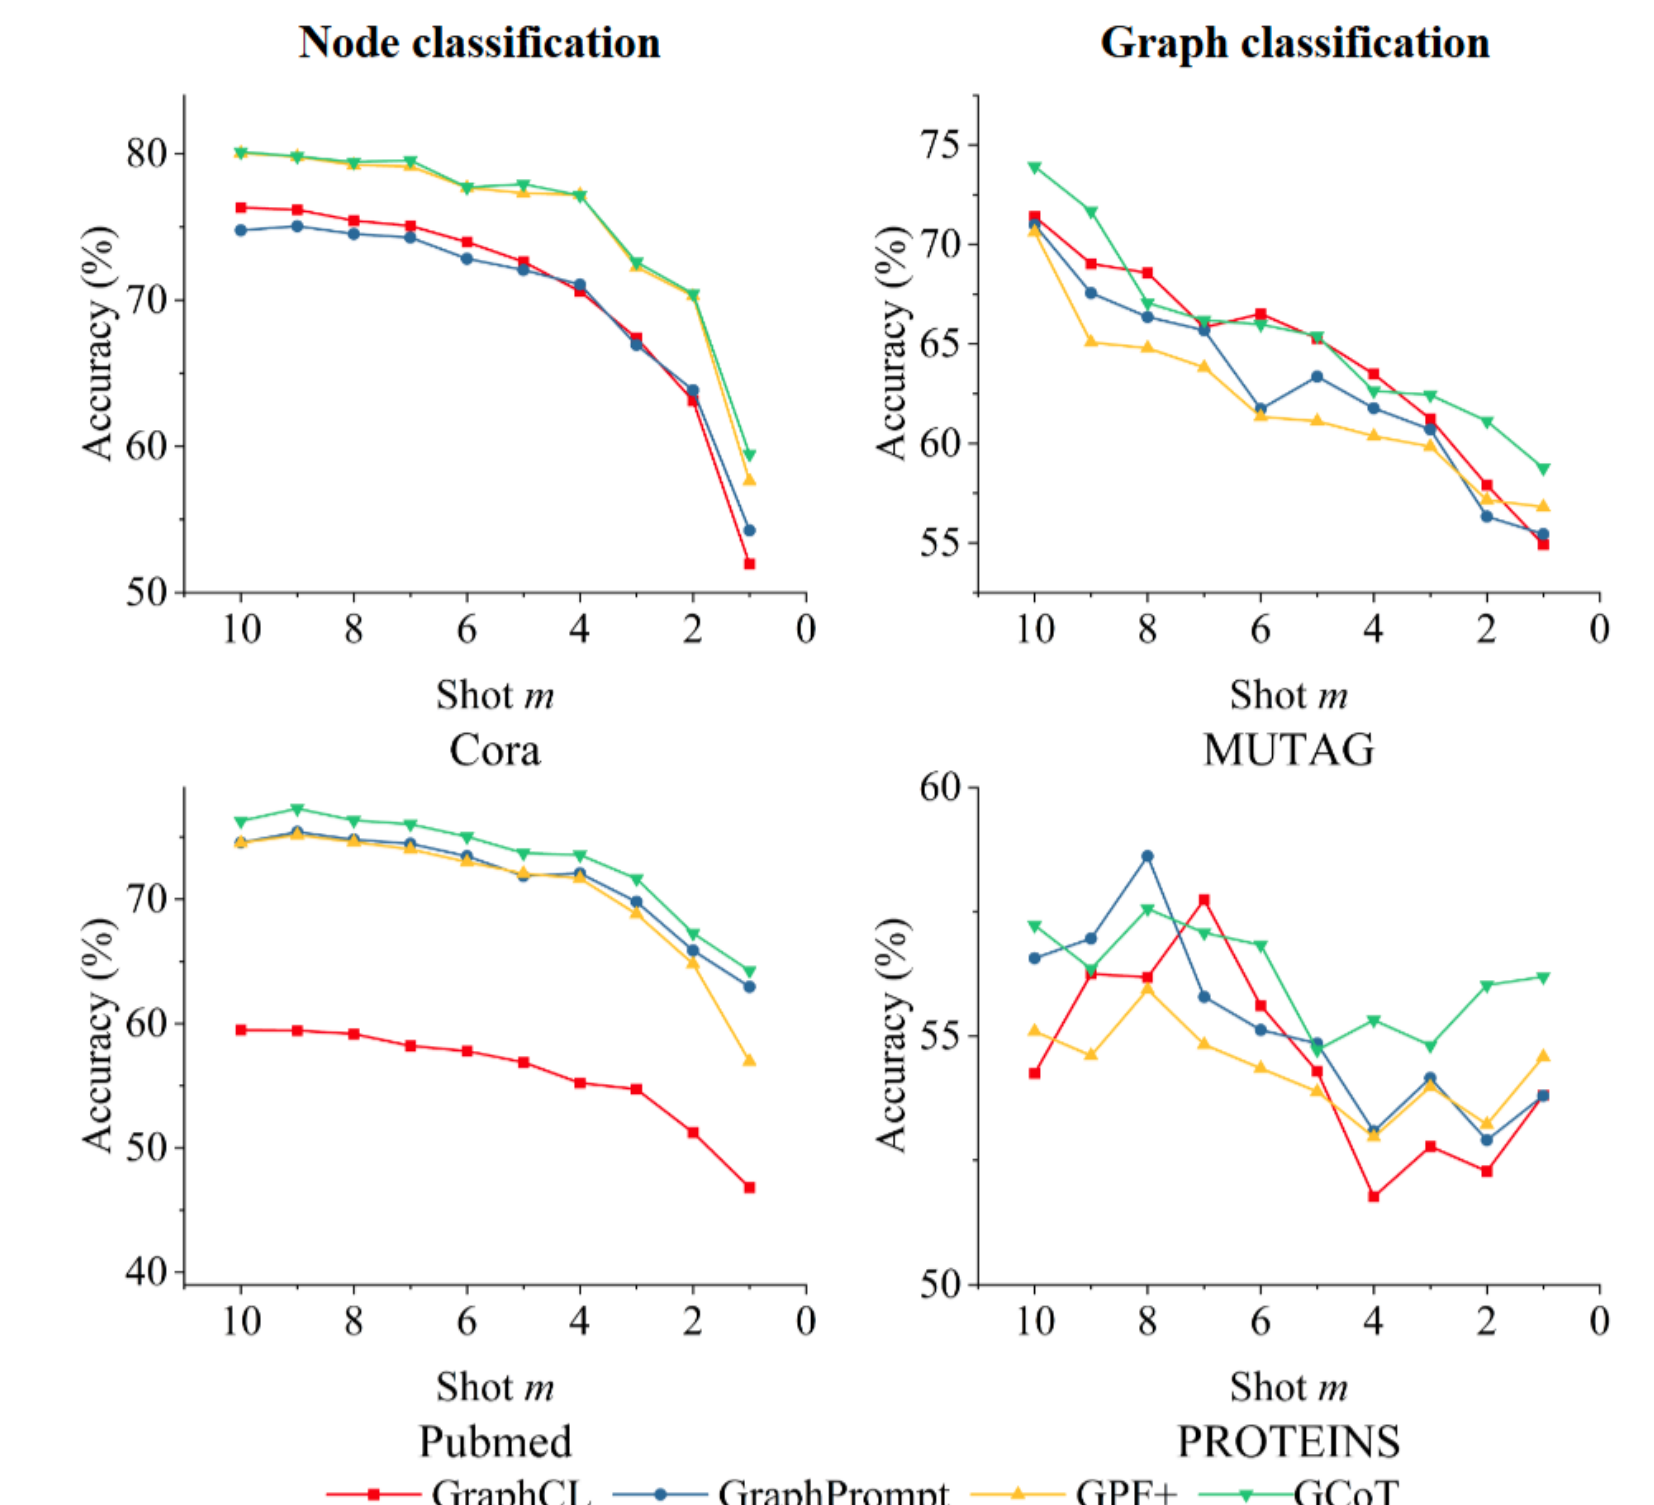 Node classification
Graph classification
80
70
60
50
Accuracy (%)
10 8 6 4 2 0
Shot m
Cora
75
70
65
60
55
Accuracy (%)
10 8 6 4 2 0
Shot m
MUTAG
70
60
50
40
Accuracy (%)
10 8 6 4 2 0
Shot m
Pubmed
60
55
50
Accuracy (%)
10 8 6 4 2 0
Shot m
PROTEINS
GraphCL GraphPrompt GPF+ GCoT